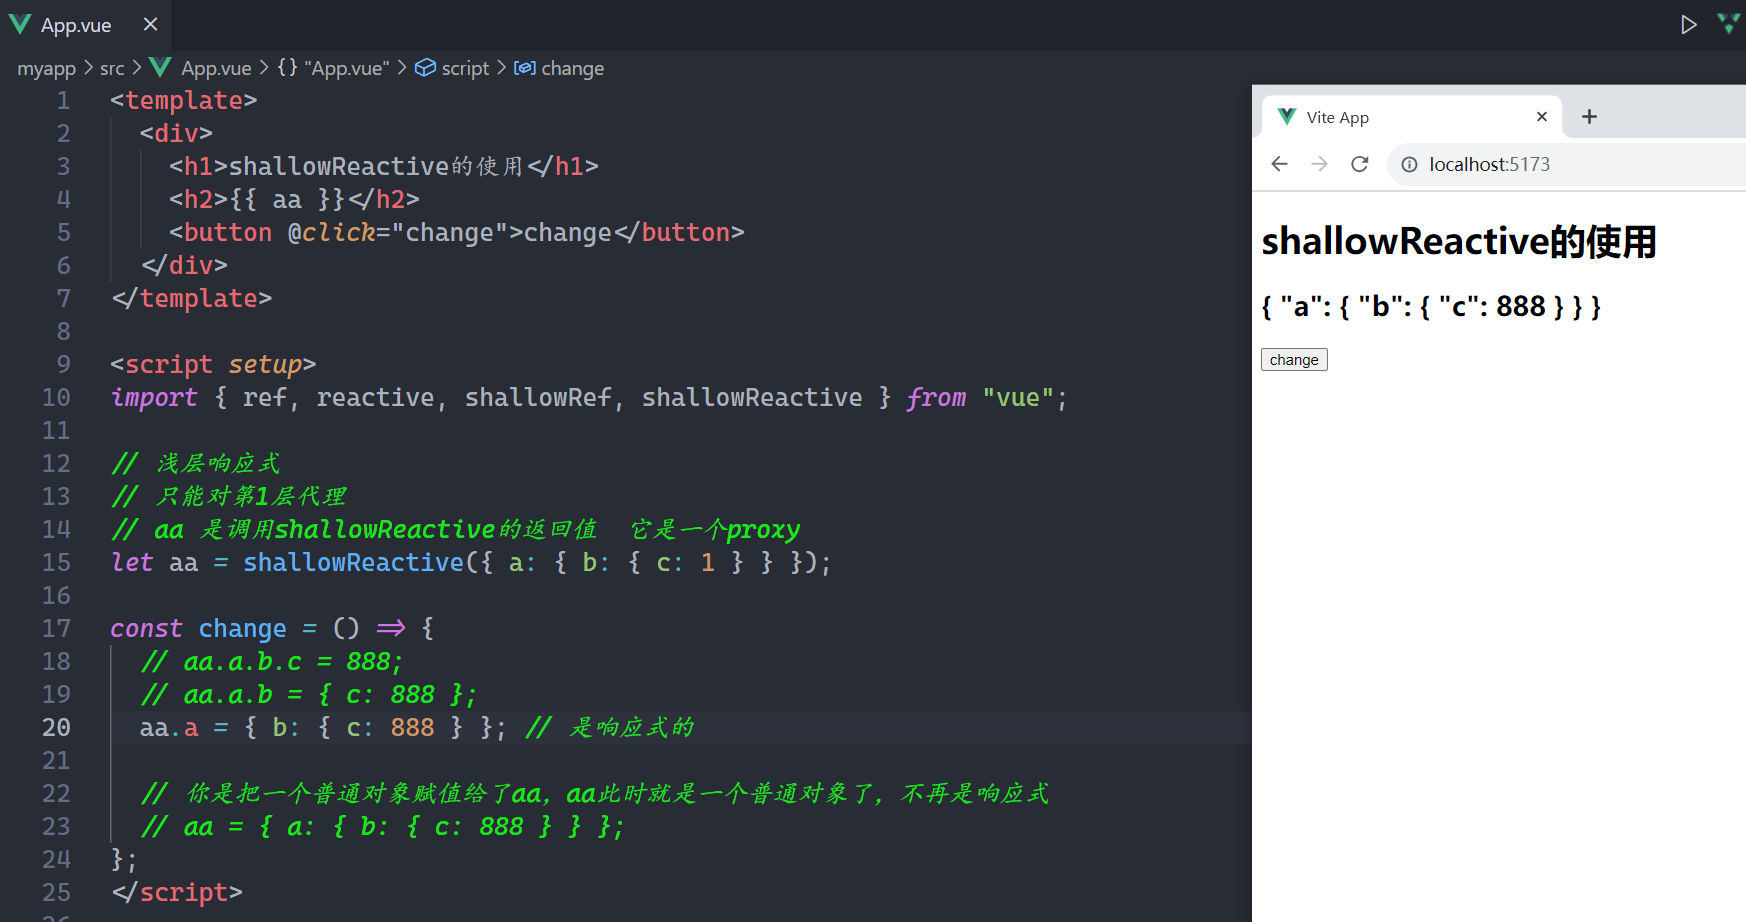 App.vue
myapp > src > App.vue > {} "App.vue" > script > change
1 <template>
2 <div>
3 <h1>shallowReactive的使用</h1>
4 <h2>{{ aa }}</h2>
5 <button @click="change">change</button>
6 </div>
7 </template>
8
9 <script setup>
10 import { ref, reactive, shallowRef, shallowReactive } from "vue";
11
12 // 浅层响应式
13 // 只能对第1层代理
14 // aa 是调用shallowReactive的返回值 它是一个proxy
15 let aa = shallowReactive({ a: { b: { c: 1 } } });
16
17 const change = () => {
18 // aa.a.b.c = 888;
19 // aa.a.b = { c: 888 };
20 aa.a = { b: { c: 888 } }; // 是响应式的
21
22 // 你是把一个普通对象赋值给了aa，aa此时就是一个普通对象了，不再是响应式
23 // aa = { a: { b: { c: 888 } } };
24 };
25 </script>
Vite App
localhost:5173
shallowReactive的使用
{ "a": { "b": { "c": 888 } } }
change